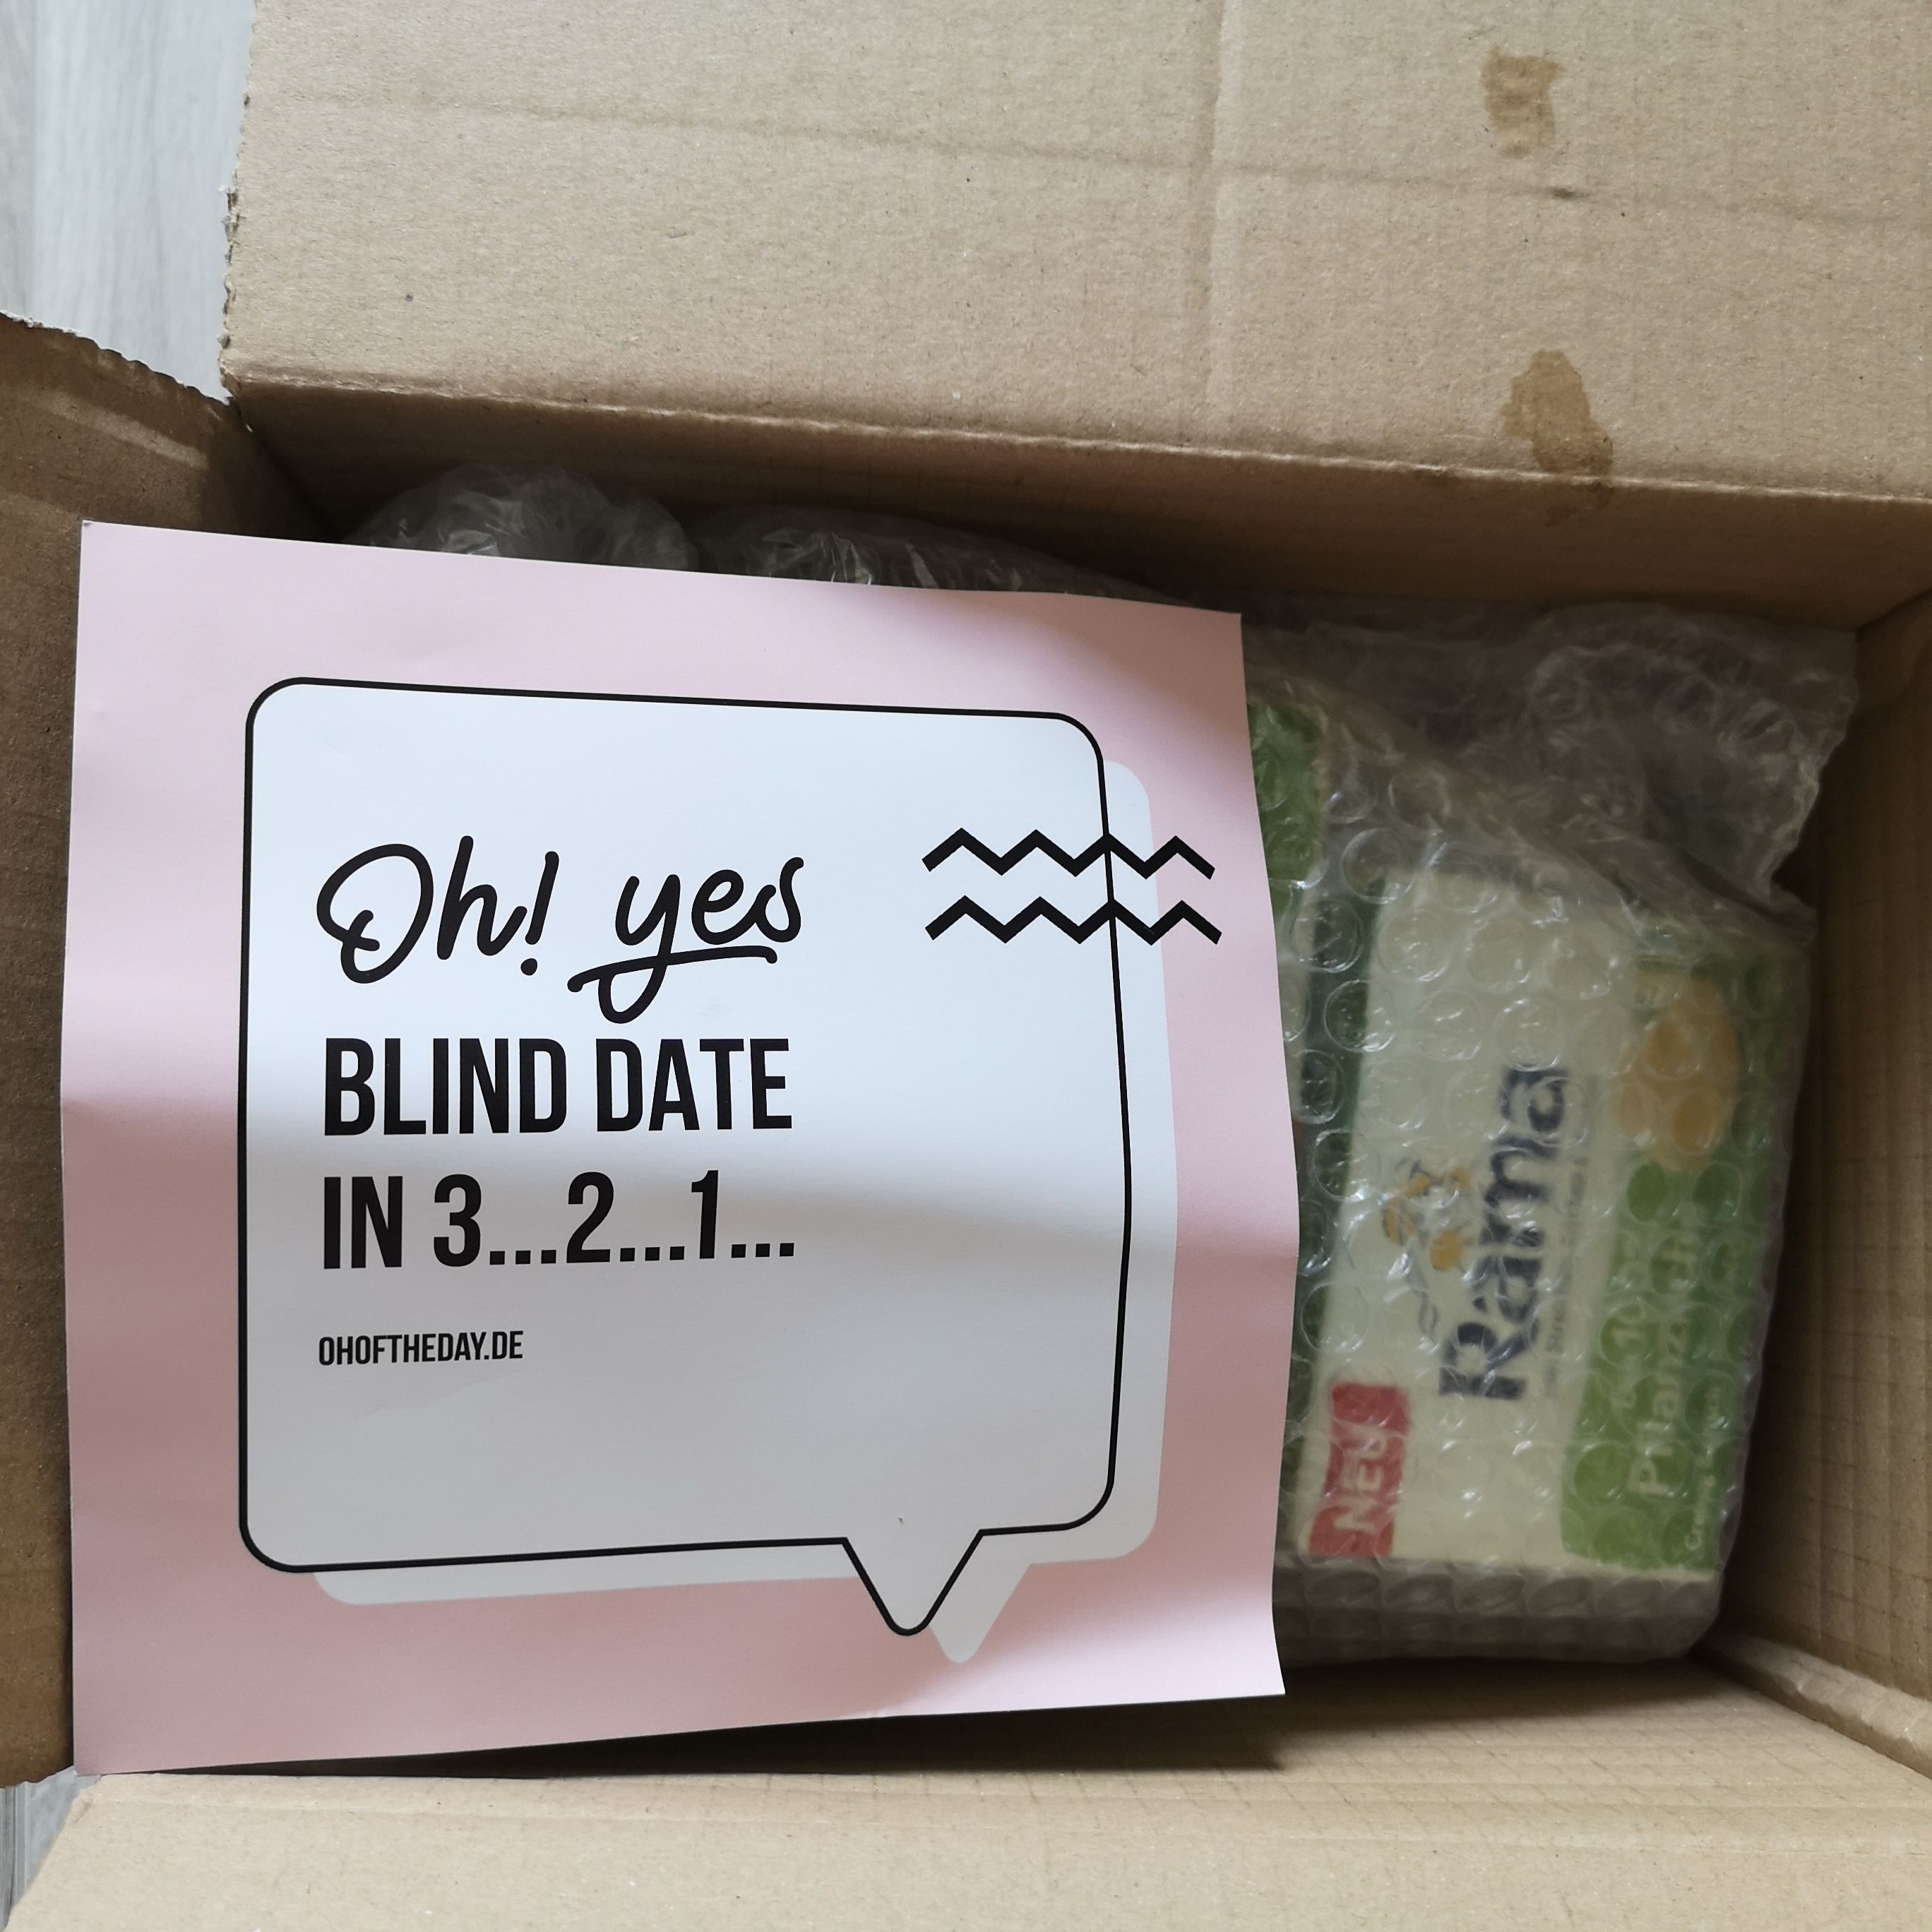 Oh! yes
BLIND DATE
IN 3...2...1...
OHOFTHEDAY.DE
Rama
NEU